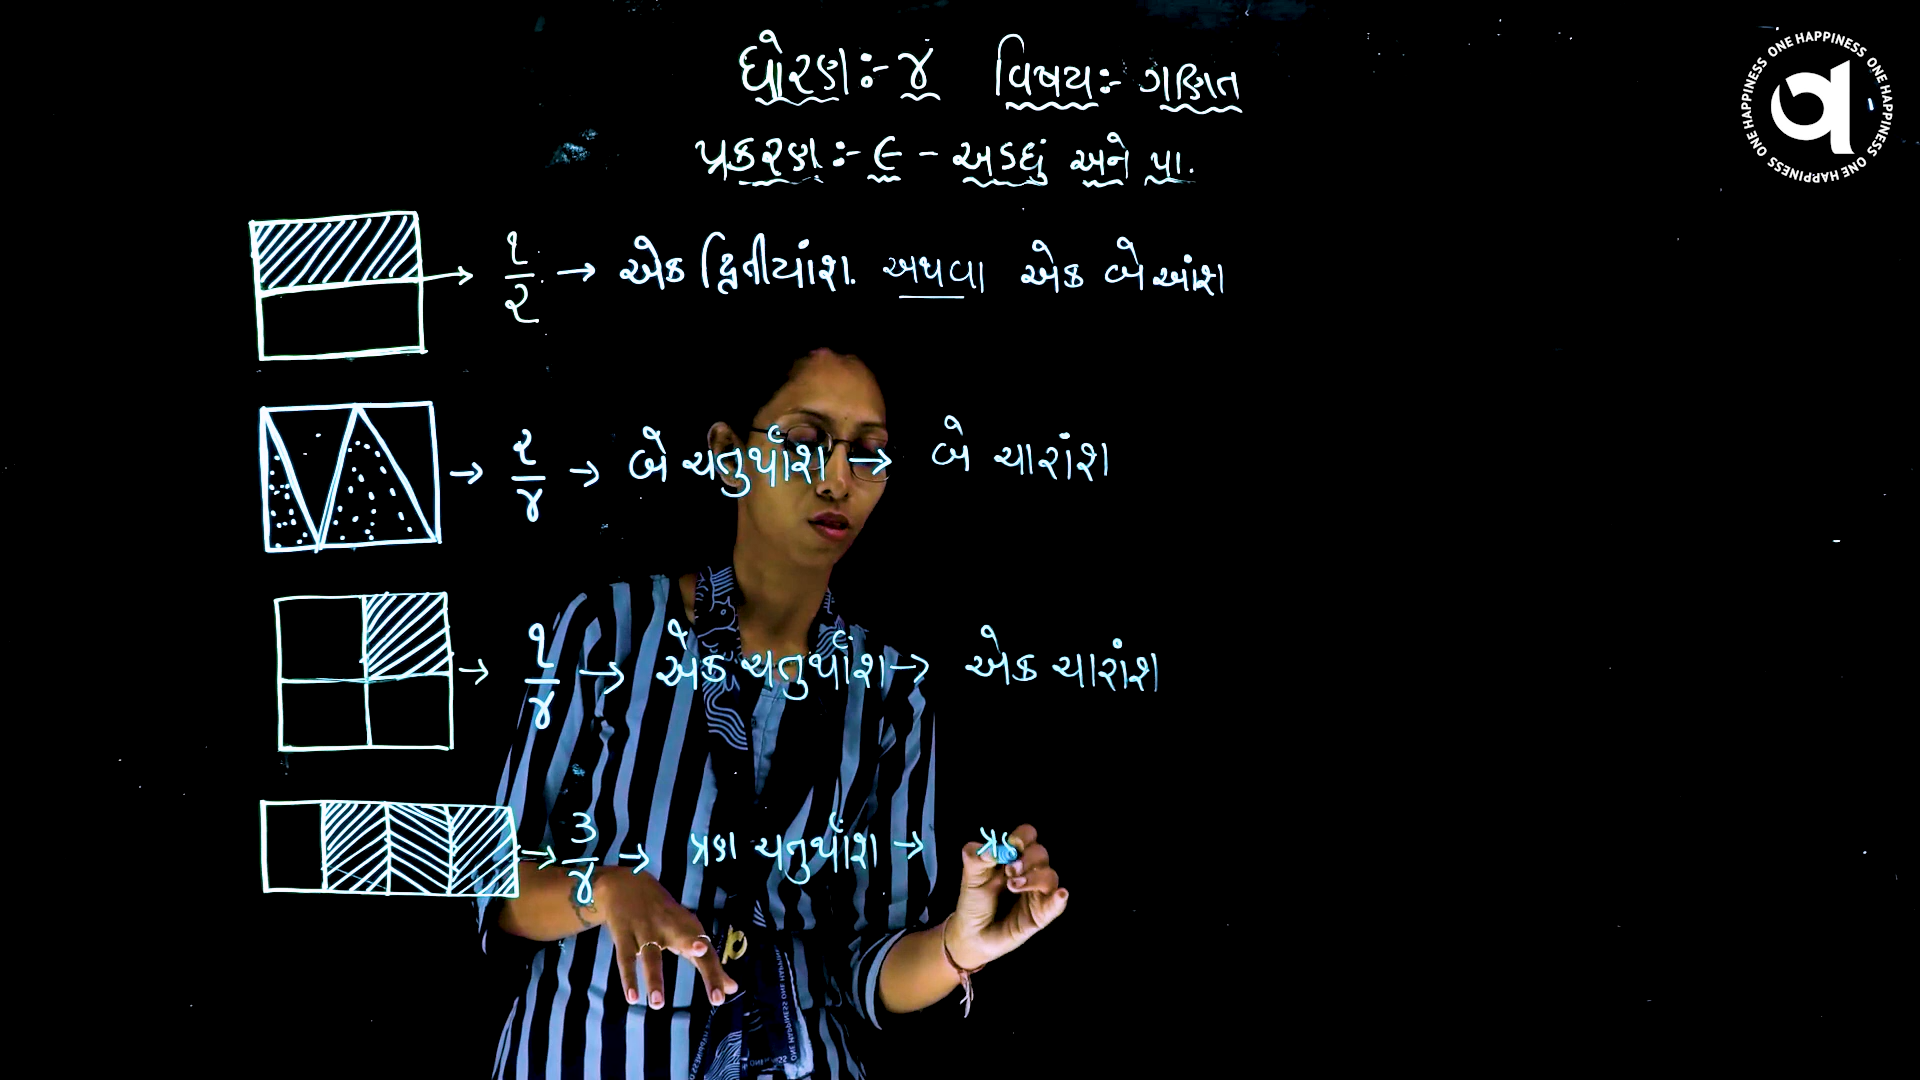 ધોરણ:- ૪ વિષય:- ગણિત
પ્રકરણ:- ૯ - અડધું અને પા.
૧/૨ → એક દ્વિતીયાંશ. અથવા એક બે અંશ
૨/૪ → બે ચતુર્થાંશ → બે ચારાંશ
૧/૪ → એક ચતુર્થાંશ → એક ચારાંશ
૩/૪ → ત્રણ ચતુર્થાંશ →
ONE HAPPINESS ONE HAPPINESS ONE HAPPINESS ONE HAPPINESS